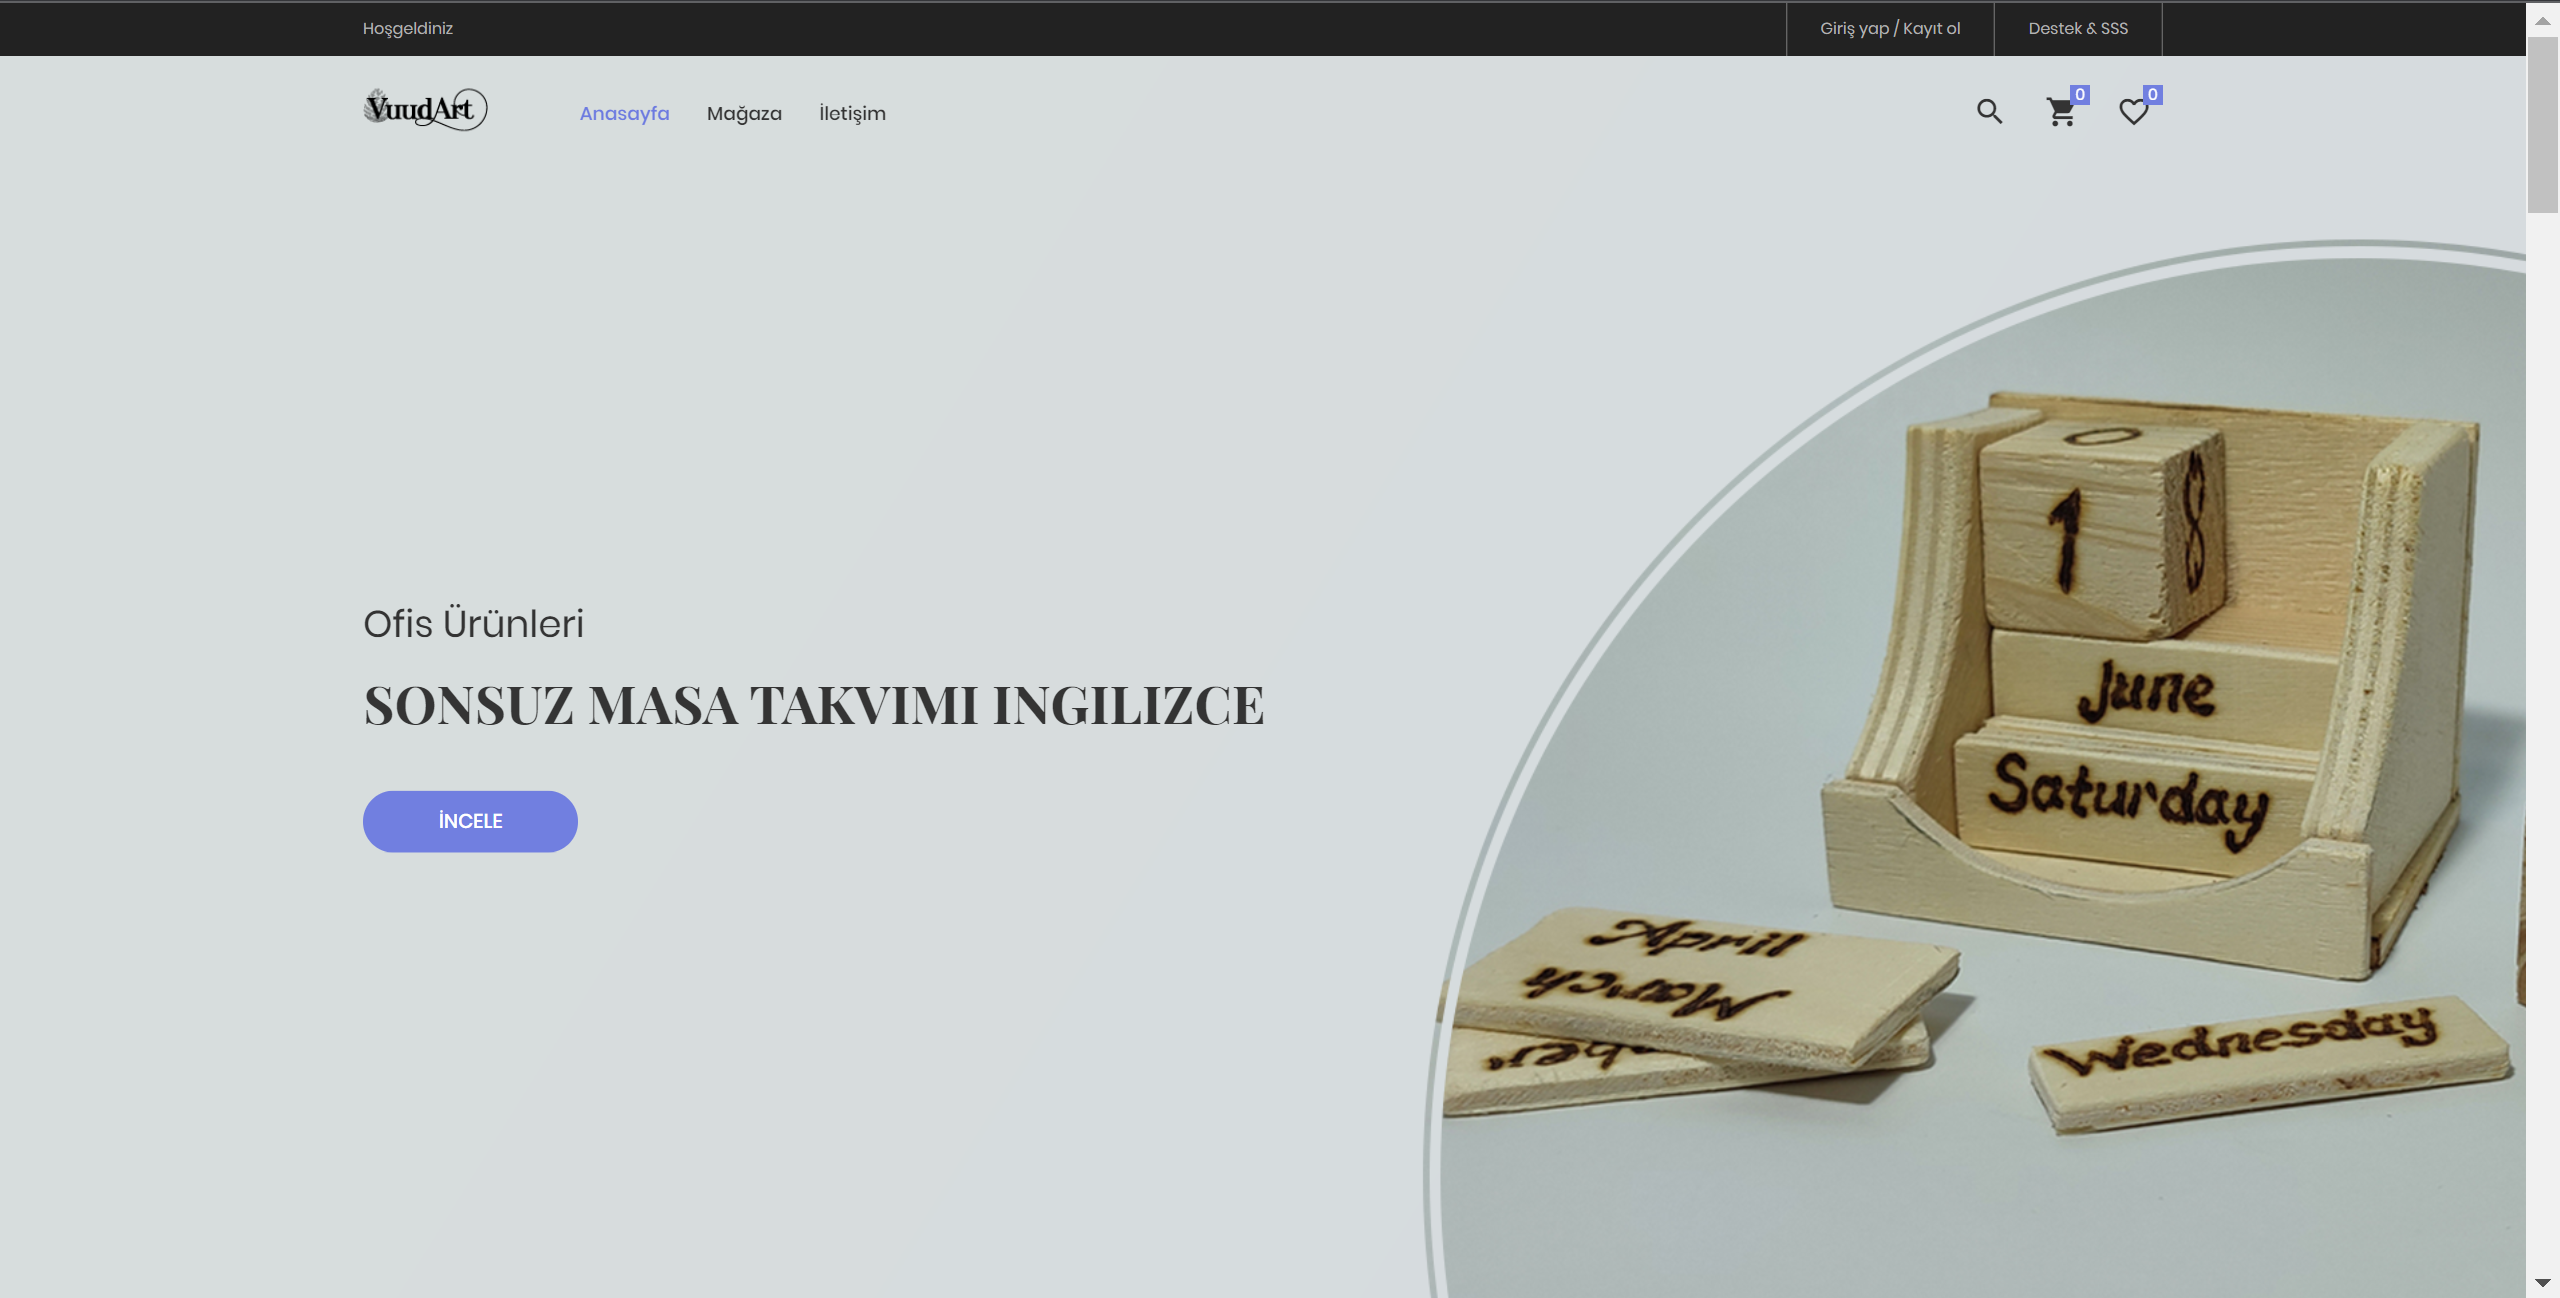 Hoşgeldiniz
Giriş yap / Kayıt ol
Destek & SSS
VuudArt
Anasayfa
Mağaza
İletişim
0
0
Ofis Ürünleri
SONSUZ MASA TAKVIMI INGILIZCE
İNCELE
0
1
8
June
Saturday
April
March
ber
Wednesday